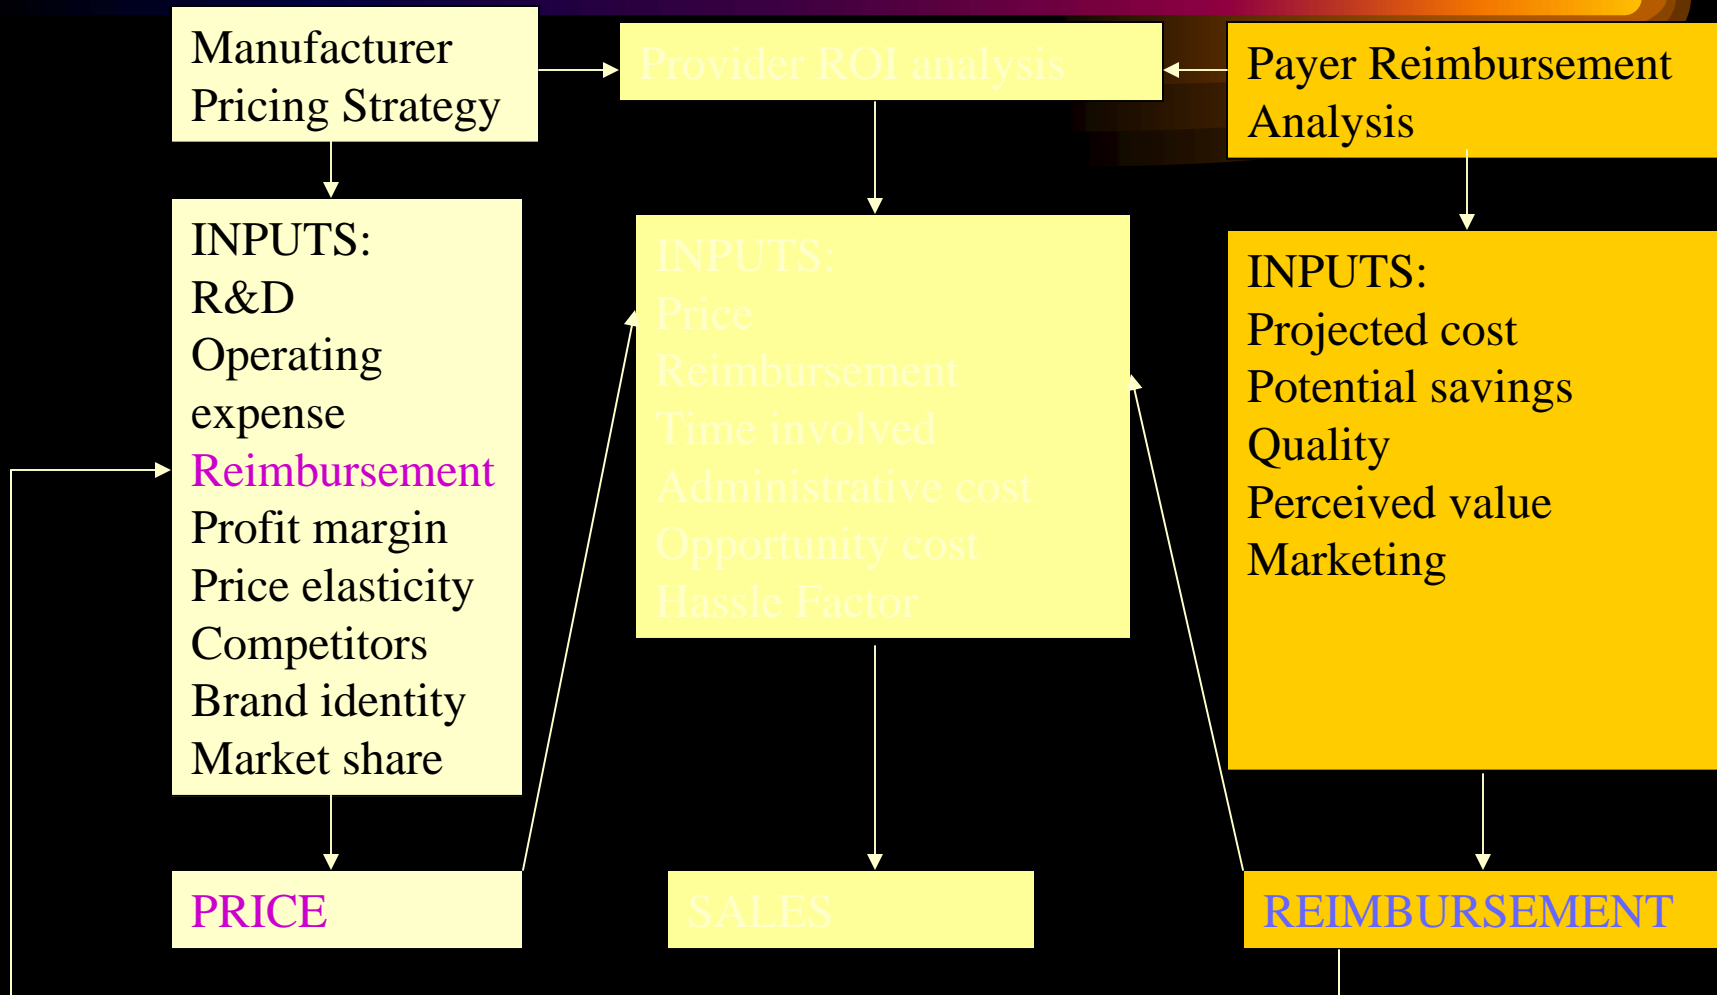 Manufacturer
Pricing Strategy
Provider ROI analysis
Payer Reimbursement
Analysis
INPUTS:
R&D
Operating
expense
Reimbursement
Profit margin
Price elasticity
Competitors
Brand identity
Market share
INPUTS:
Price
Reimbursement
Time involved
Administrative cost
Opportunity cost
Hassle Factor
INPUTS:
Projected cost
Potential savings
Quality
Perceived value
Marketing
PRICE
SALES
REIMBURSEMENT